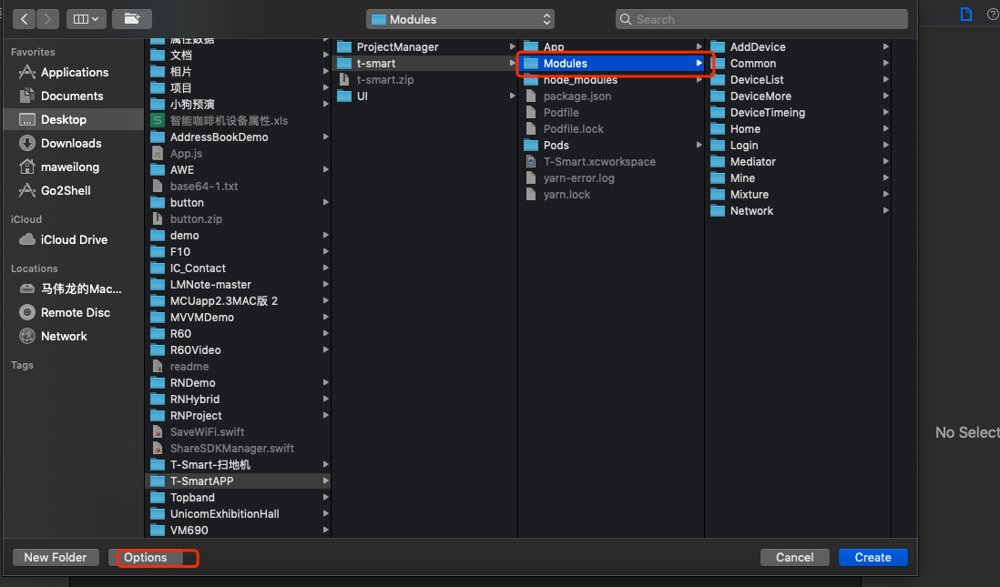 Modules
Search
Favorites
Applications
Documents
Desktop
Downloads
maweilong
Go2Shell
iCloud
iCloud Drive
Locations
马伟龙的Mac...
Remote Disc
Network
Tags
属性数据
文档
相片
项目
小狗预演
智能咖啡机设备属性.xls
AddressBookDemo
App.js
AWE
base64-1.txt
button
button.zip
demo
F10
IC_Contact
LMNote-master
MCUapp2.3MAC版 2
MVVMDemo
R60
R60Video
readme
RNDemo
RNHybrid
RNProject
SaveWiFi.swift
ShareSDKManager.swift
T-Smart-扫地机
T-SmartAPP
Topband
UnicomExhibitionHall
VM690
ProjectManager
t-smart
t-smart.zip
UI
App
Modules
node_modules
package.json
Podfile
Podfile.lock
Pods
T-Smart.xcworkspace
yarn-error.log
yarn.lock
AddDevice
Common
DeviceList
DeviceMore
DeviceTimeing
Home
Login
Mediator
Mine
Mixture
Network
No Select
New Folder
Options
Cancel
Create